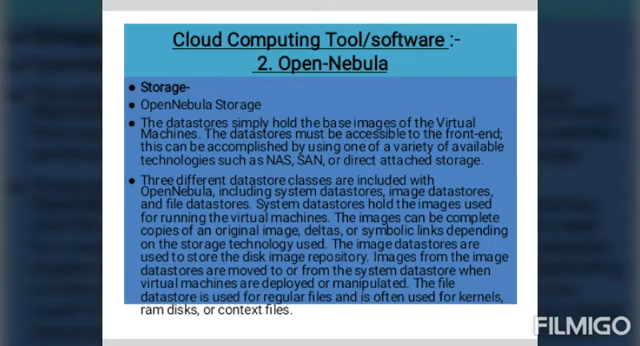 Cloud Computing Tool/software :-
2. Open-Nebula
● Storage-
● OpenNebula Storage
● The datastores simply hold the base images of the Virtual
Machines. The datastores must be accessible to the front-end;
this can be accomplished by using one of a variety of available
technologies such as NAS, SAN, or direct attached storage.
● Three different datastore classes are included with
OpenNebula, including system datastores, image datastores,
and file datastores. System datastores hold the images used
for running the virtual machines. The images can be complete
copies of an original image, deltas, or symbolic links depending
on the storage technology used. The image datastores are
used to store the disk image repository. Images from the image
datastores are moved to or from the system datastore when
virtual machines are deployed or manipulated. The file
datastore is used for regular files and is often used for kernels,
ram disks, or context files.
FILMIGO